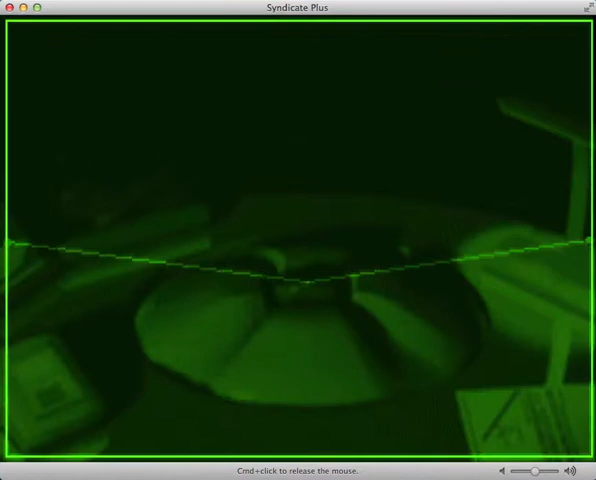 Syndicate Plus
Cmd+click to release the mouse.